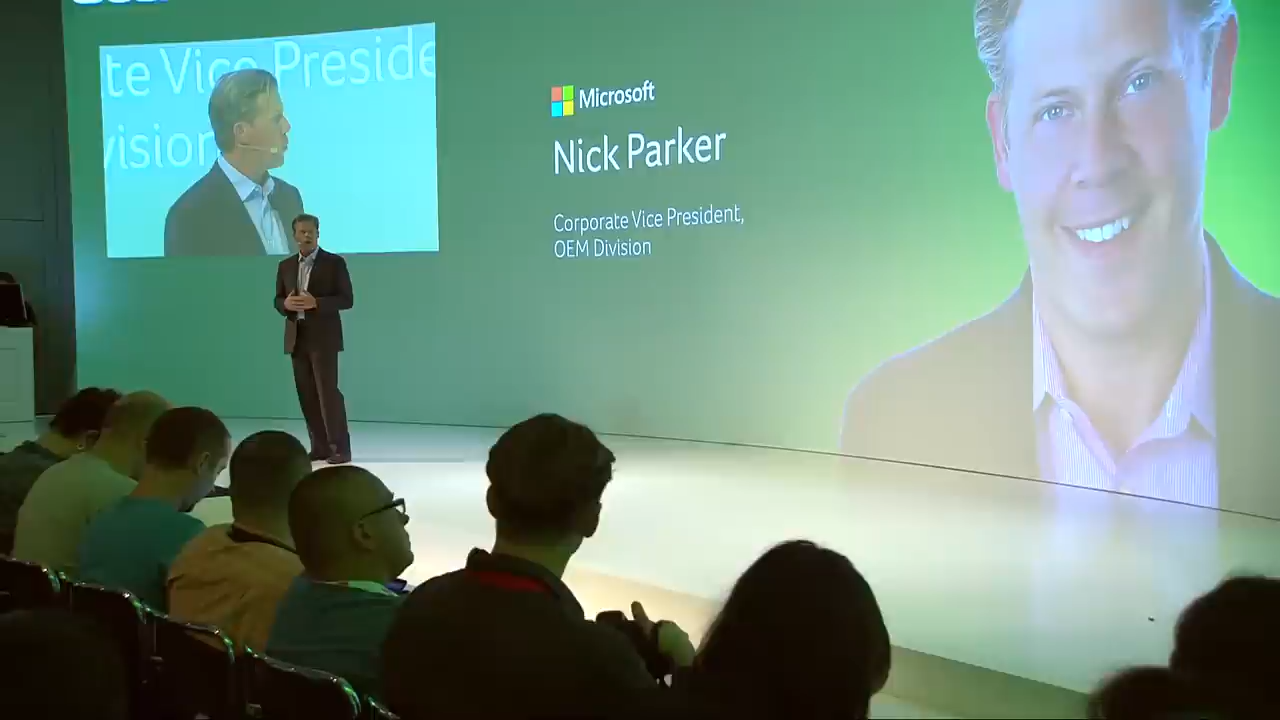 te Vice Preside
vision
Microsoft
Nick Parker
Corporate Vice President,
OEM Division